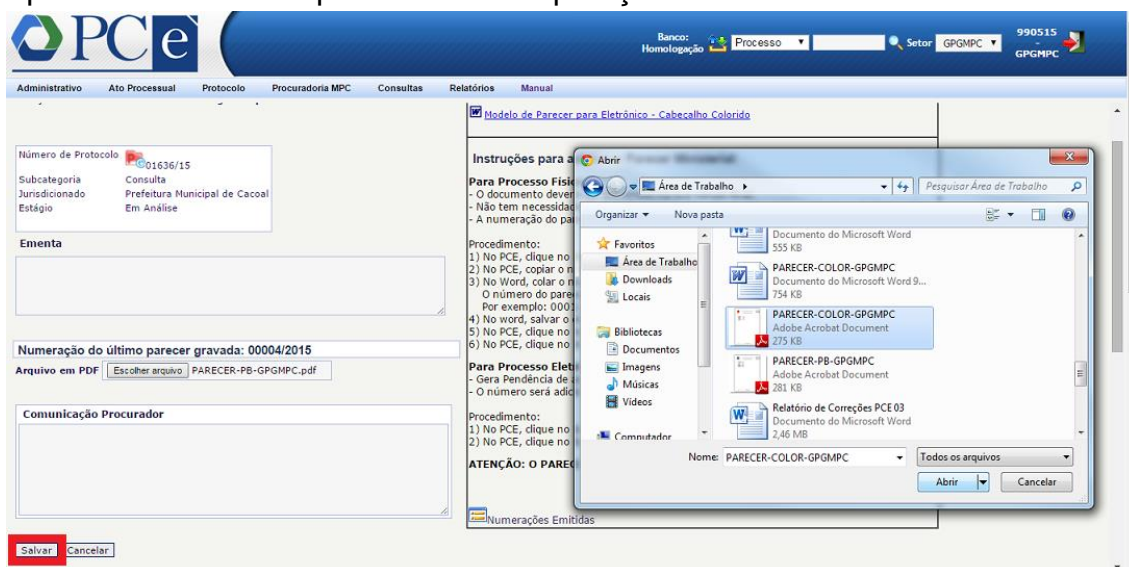 PCe
Banco:
Homologação
Processo
Setor
GPGMPC
990515
-
GPGMPC
Administrativo Ato Processual Protocolo Procuradoria MPC Consultas Relatórios Manual
Modelo de Parecer para Eletrônico - Cabeçalho Colorido
Número de Protocolo 01636/15
Subcategoria Consulta
Jurisdicionado Prefeitura Municipal de Cacoal
Estágio Em Análise
Ementa
Numeração do último parecer gravada: 00004/2015
Arquivo em PDF Escolher arquivo PARECER-PB-GPGMPC.pdf
Comunicação Procurador
Salvar Cancelar
Instruções para a
Para Processo Físi
- O documento dever
- Não tem necessidad
- A numeração do pa
Procedimento:
1) No PCE, clique no
2) No PCE, copiar o n
3) No Word, colar o n
O número do pare
Por exemplo: 0001
4) No word, salvar o
5) No PCE, clique no
6) No PCE, clique no
Para Processo Elet
- Gera Pendência de
- O número será adic
Procedimento:
1) No PCE, clique no
2) No PCE, clique no
ATENÇÃO: O PAREC
Numerações Emitidas
Abrir
Área de Trabalho
Pesquisar Área de Trabalho
Organizar Nova pasta
Favoritos
Área de Trabalho
Downloads
Locais
Bibliotecas
Documentos
Imagens
Músicas
Vídeos
Computador
Documento do Microsoft Word
555 KB
PARECER-COLOR-GPGMPC
Documento do Microsoft Word 9...
754 KB
PARECER-COLOR-GPGMPC
Adobe Acrobat Document
275 KB
PARECER-PB-GPGMPC
Adobe Acrobat Document
281 KB
Relatório de Correções PCE 03
Documento do Microsoft Word
2,46 MB
Nome: PARECER-COLOR-GPGMPC
Todos os arquivos
Abrir Cancelar